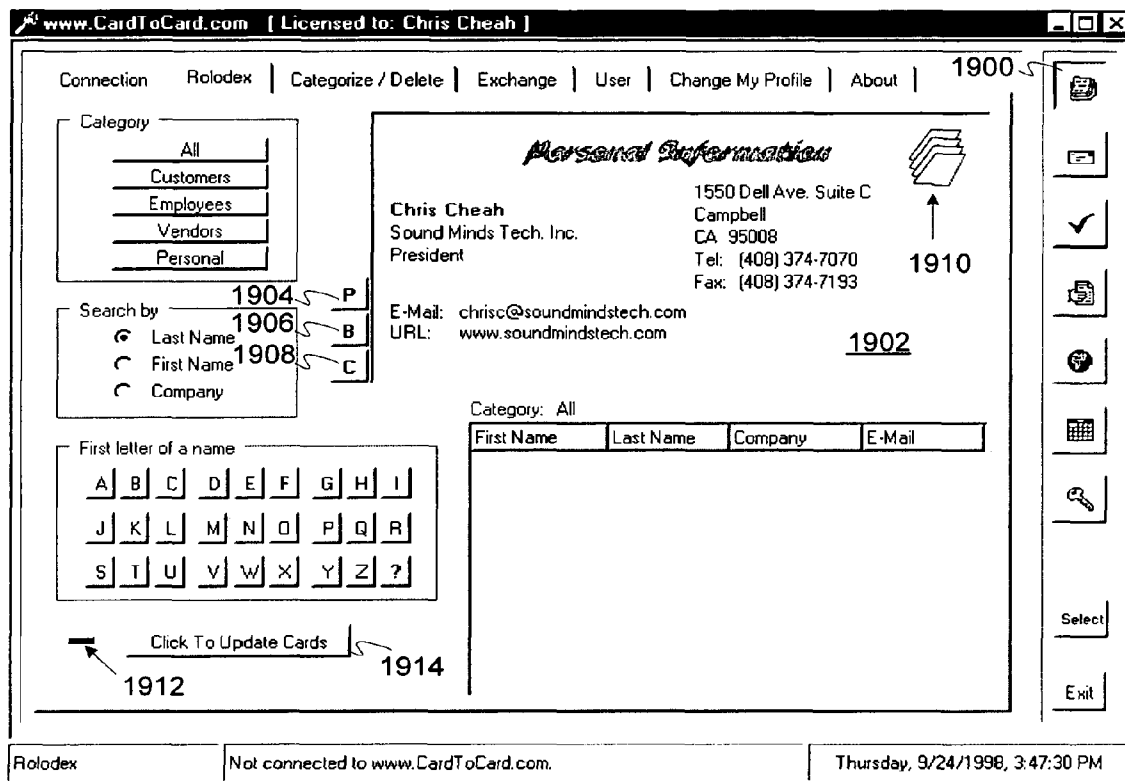 www.CardToCard.com [ Licensed to: Chris Cheah ]
Connection Rolodex Categorize / Delete Exchange User Change My Profile About
1900
Category
All
Customers
Employees
Vendors
Personal
Search by
Last Name
First Name
Company
1904
1906
1908
P
B
C
Personal Information
Chris Cheah
Sound Minds Tech. Inc.
President
1550 Dell Ave. Suite C
Campbell
CA 95008
Tel: (408) 374-7070
Fax: (408) 374-7193
1910
E-Mail: chrisc@soundmindstech.com
URL: www.soundmindstech.com
1902
Category: All
First Name Last Name Company E-Mail
First letter of a name
A B C D E F G H I
J K L M N O P Q R
S T U V W X Y Z ?
Click To Update Cards
1912
1914
Select
Exit
Rolodex Not connected to www.CardToCard.com. Thursday, 9/24/1998, 3:47:30 PM